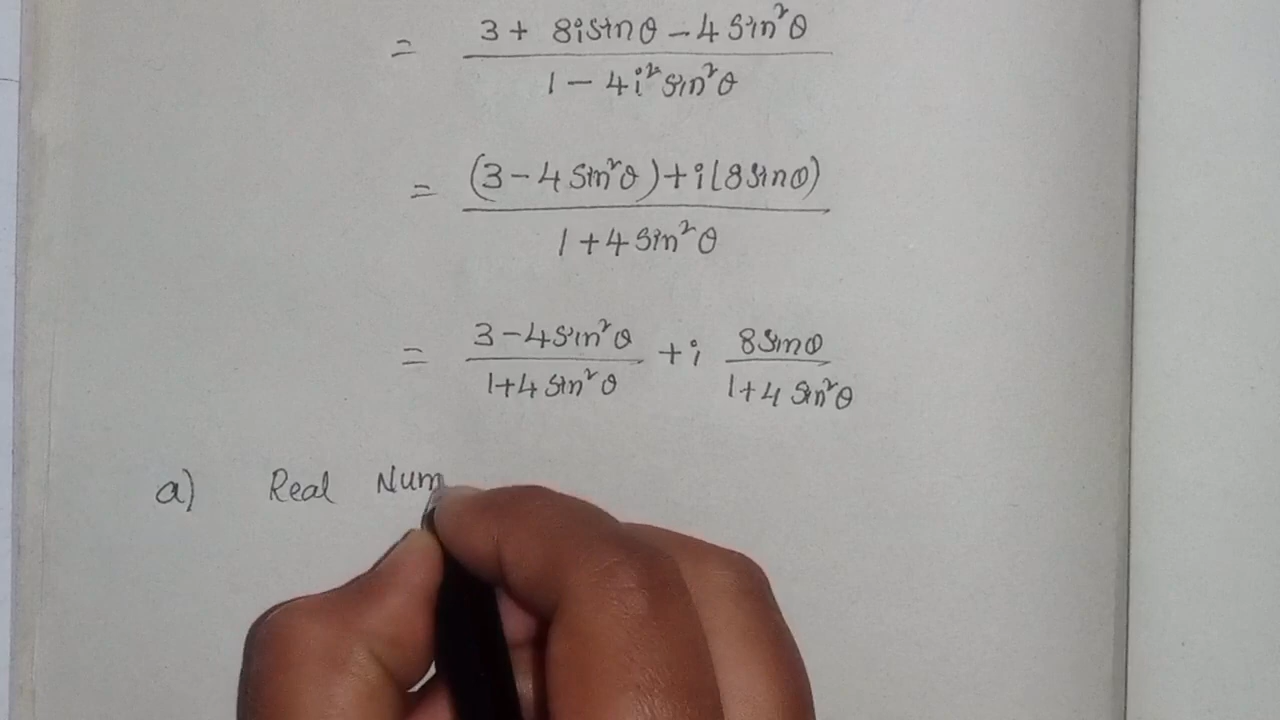 = 3 + 8i sinθ - 4 sin²θ / 1 - 4i² sin²θ
= (3 - 4 sin²θ) + i(8 sinθ) / 1 + 4 sin²θ
= 3 - 4 sin²θ / 1 + 4 sin²θ + i 8 sinθ / 1 + 4 sin²θ
a) Real Num